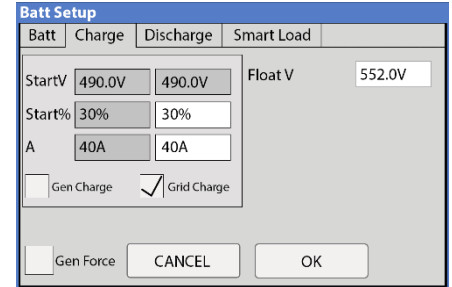 Batt Setup
Batt Charge Discharge Smart Load
StartV 490.0V 490.0V Float V 552.0V
Start% 30% 30%
A 40A 40A
Gen Charge Grid Charge
Gen Force CANCEL OK